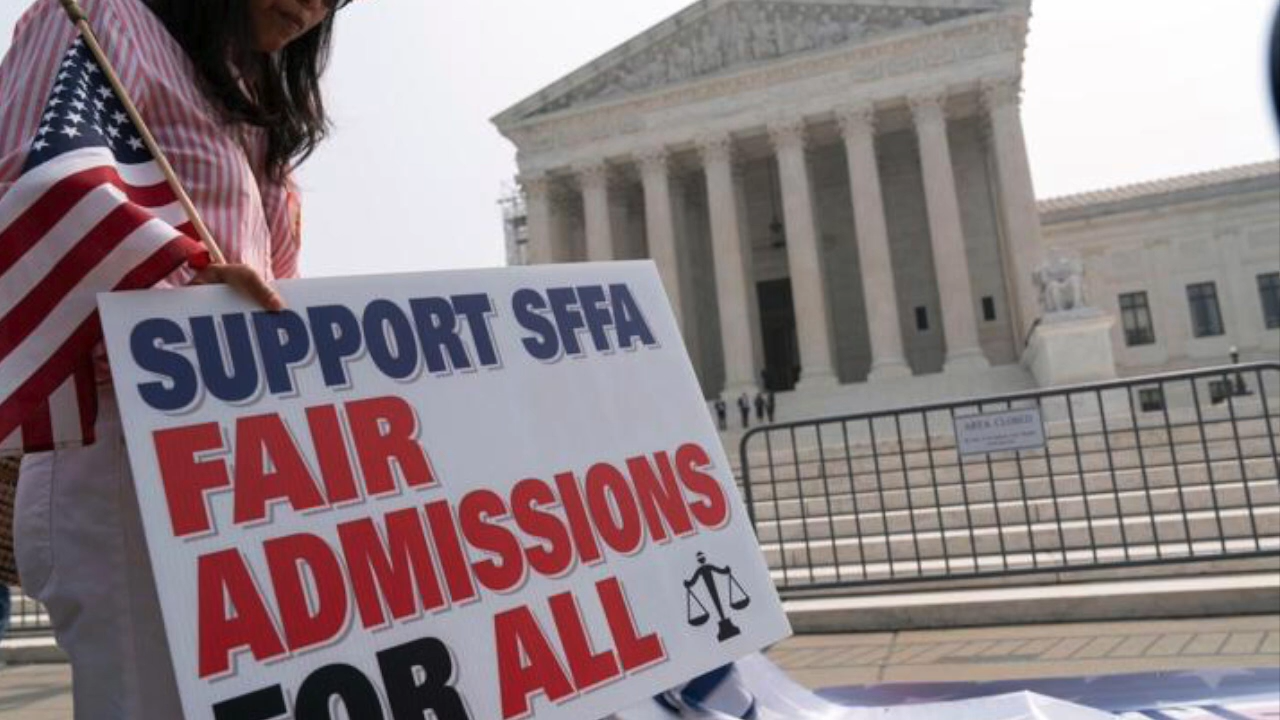 SUPPORT SFFA
FAIR
ADMISSIONS
FOR ALL
AREA CLOSED